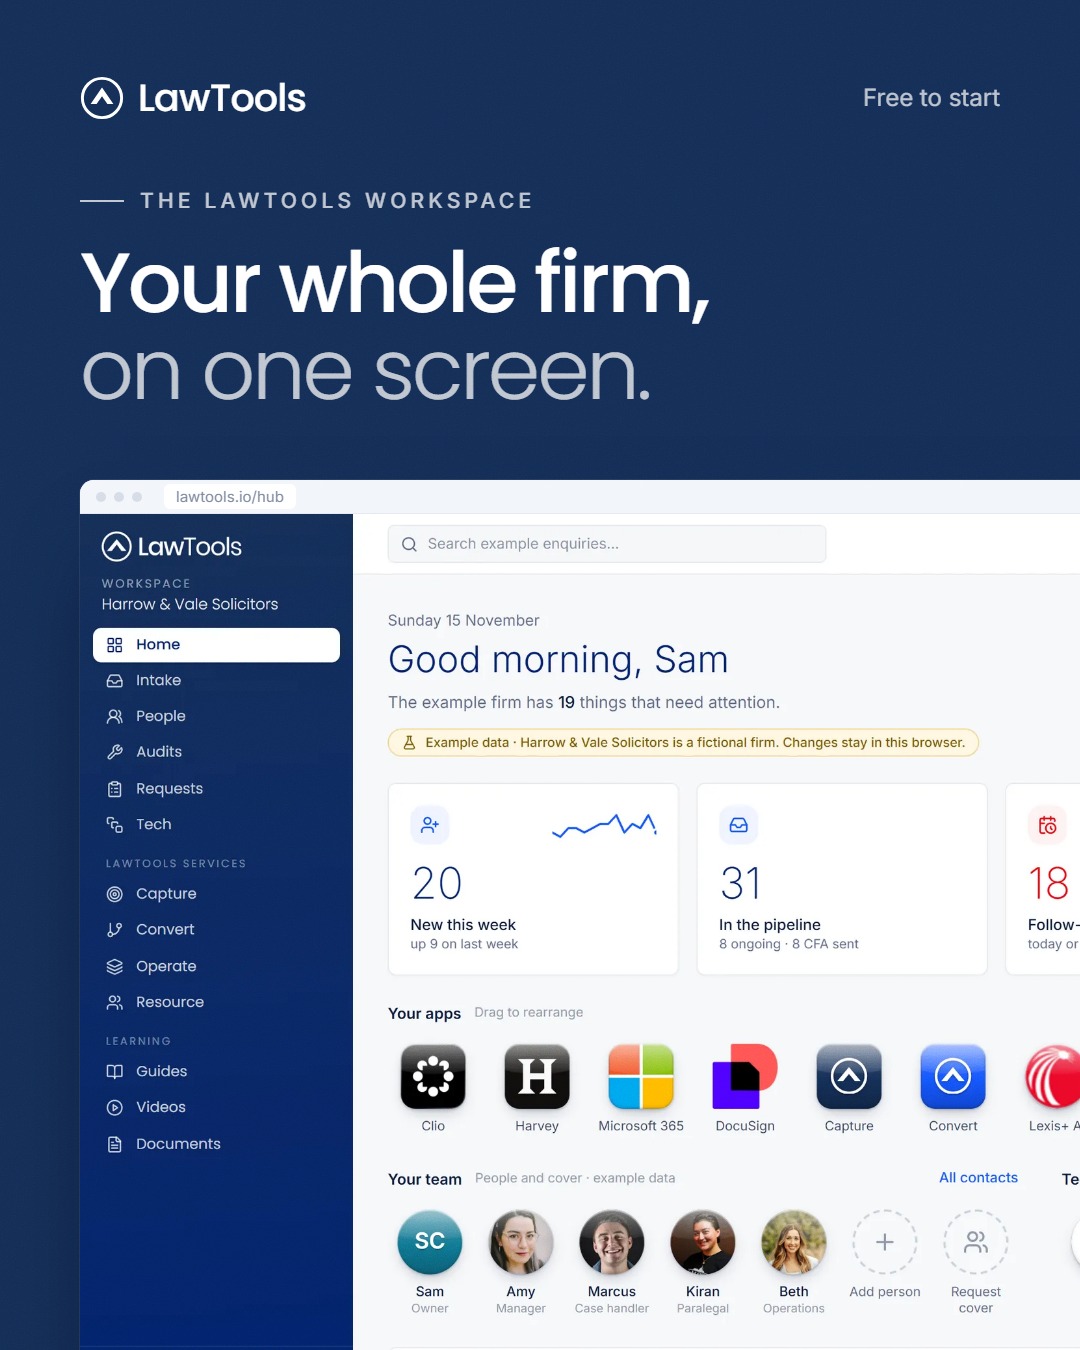 LawTools
Free to start
THE LAWTOOLS WORKSPACE
Your whole firm,
on one screen.
lawtools.io/hub
LawTools
WORKSPACE
Harrow & Vale Solicitors
Home
Intake
People
Audits
Requests
Tech
LAWTOOLS SERVICES
Capture
Convert
Operate
Resource
LEARNING
Guides
Videos
Documents
Search example enquiries...
Sunday 15 November
Good morning, Sam
The example firm has 19 things that need attention.
Example data · Harrow & Vale Solicitors is a fictional firm. Changes stay in this browser.
20
New this week
up 9 on last week
31
In the pipeline
8 ongoing · 8 CFA sent
18
Follow-
today or
Your apps Drag to rearrange
H
Clio
Harvey
Microsoft 365
DocuSign
Capture
Convert
Lexis+ A
Your team People and cover · example data
All contacts
Te
SC
Sam
Owner
Amy
Manager
Marcus
Case handler
Kiran
Paralegal
Beth
Operations
Add person
Request
cover